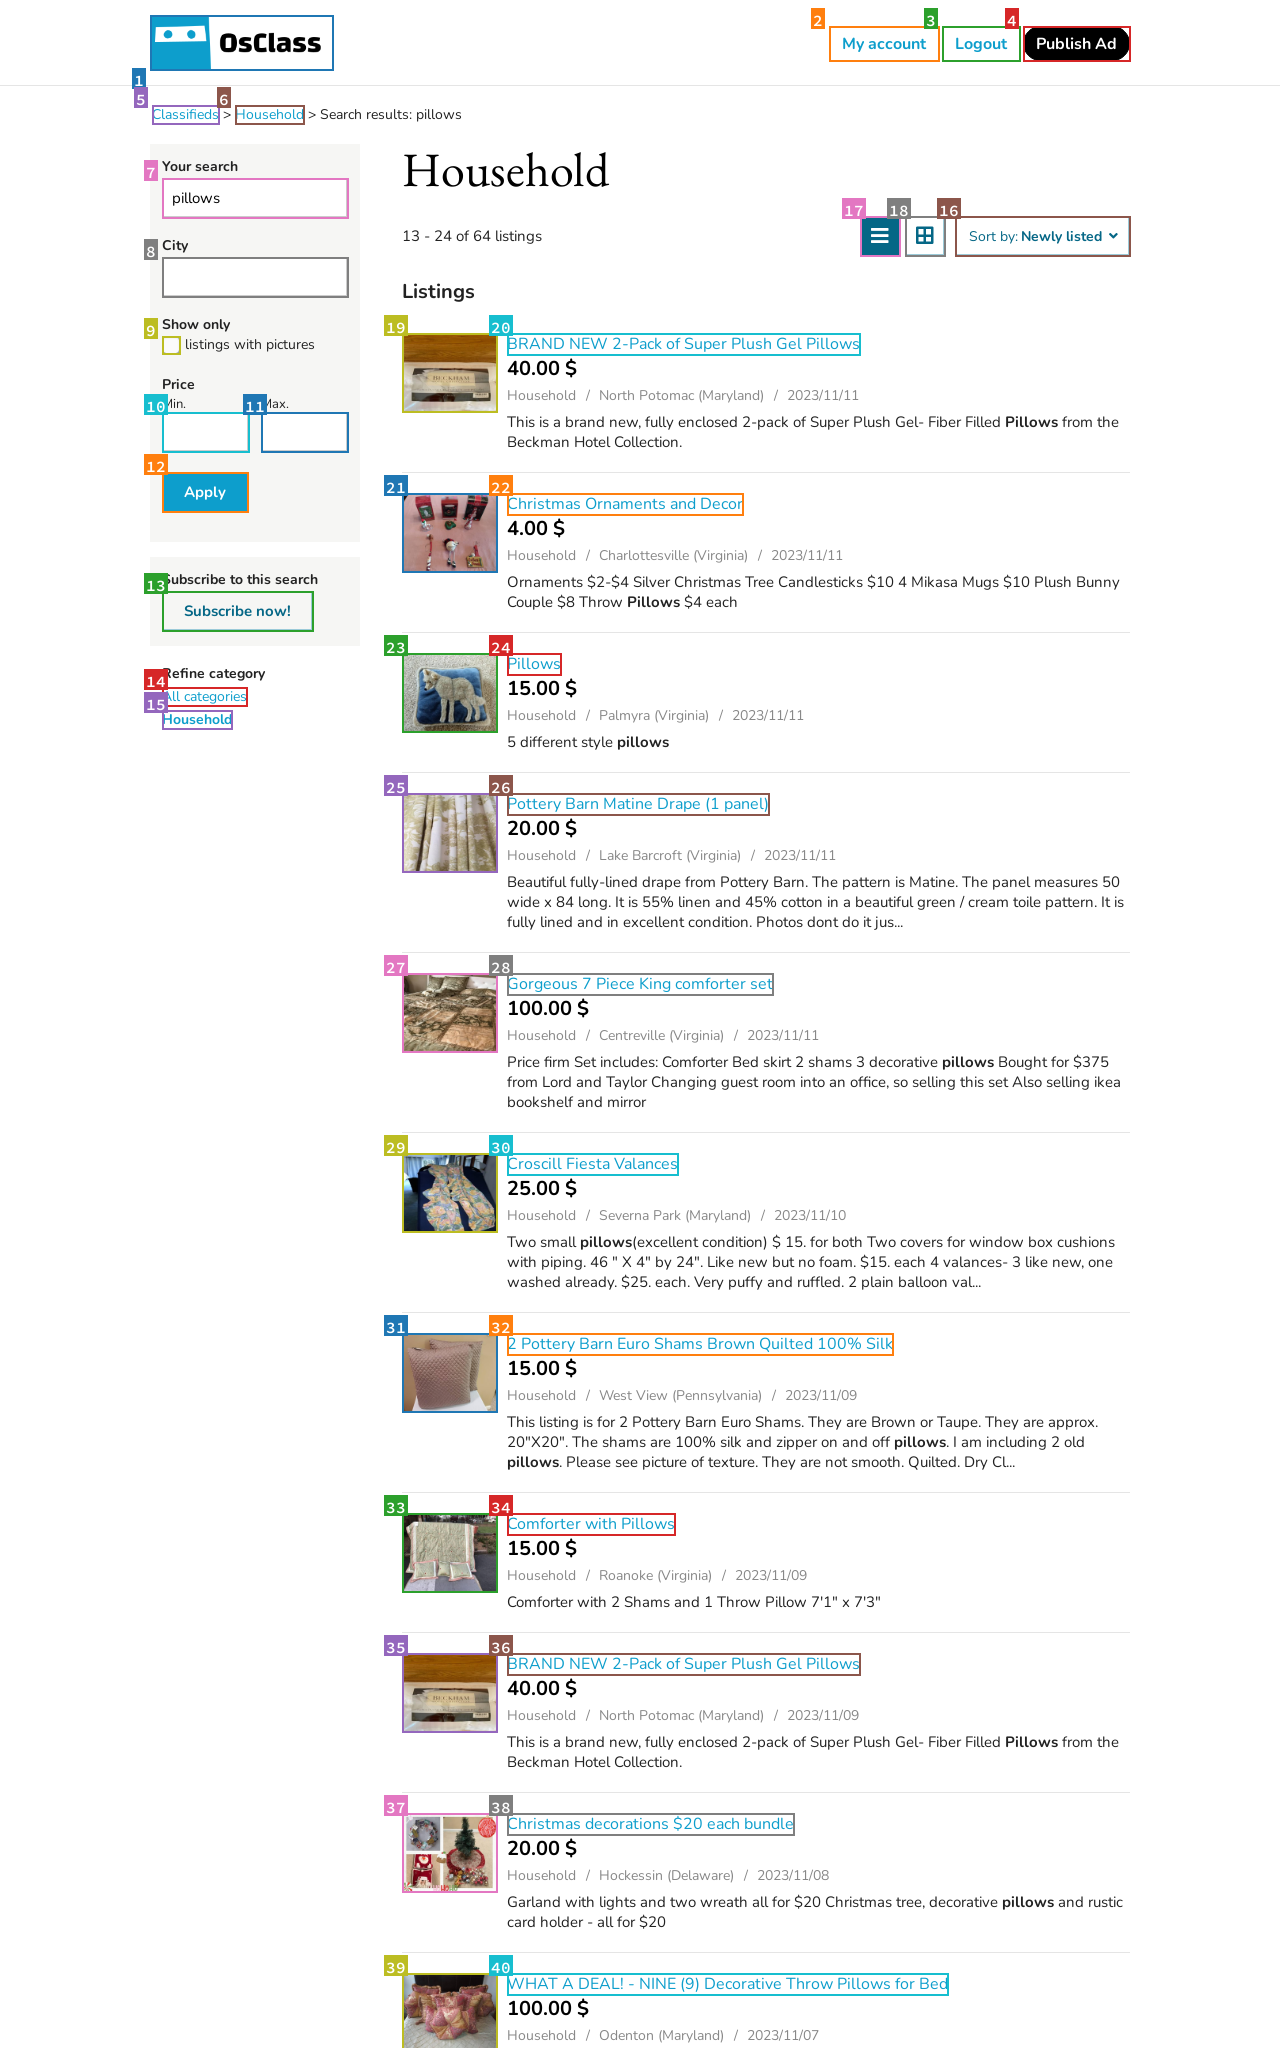 OsClass
1
2
My account
3
Logout
4
Publish Ad
5
Classifieds > 6 Household > Search results: pillows
7
Your search
pillows
8
City
9
Show only
listings with pictures
Price
10
Min.
11
Max.
12
Apply
13
Subscribe to this search
Subscribe now!
Refine category
14
All categories
15
Household
Household
13 - 24 of 64 listings
17
18
16
Sort by: Newly listed
Listings
19
20
BRAND NEW 2-Pack of Super Plush Gel Pillows
40.00 $
Household / North Potomac (Maryland) / 2023/11/11
This is a brand new, fully enclosed 2-pack of Super Plush Gel- Fiber Filled Pillows from the
Beckman Hotel Collection.
21
22
Christmas Ornaments and Decor
4.00 $
Household / Charlottesville (Virginia) / 2023/11/11
Ornaments $2-$4 Silver Christmas Tree Candlesticks $10 4 Mikasa Mugs $10 Plush Bunny
Couple $8 Throw Pillows $4 each
23
24
Pillows
15.00 $
Household / Palmyra (Virginia) / 2023/11/11
5 different style pillows
25
26
Pottery Barn Matine Drape (1 panel)
20.00 $
Household / Lake Barcroft (Virginia) / 2023/11/11
Beautiful fully-lined drape from Pottery Barn. The pattern is Matine. The panel measures 50
wide x 84 long. It is 55% linen and 45% cotton in a beautiful green / cream toile pattern. It is
fully lined and in excellent condition. Photos dont do it jus...
27
28
Gorgeous 7 Piece King comforter set
100.00 $
Household / Centreville (Virginia) / 2023/11/11
Price firm Set includes: Comforter Bed skirt 2 shams 3 decorative pillows Bought for $375
from Lord and Taylor Changing guest room into an office, so selling this set Also selling ikea
bookshelf and mirror
29
30
Croscill Fiesta Valances
25.00 $
Household / Severna Park (Maryland) / 2023/11/10
Two small pillows(excellent condition) $ 15. for both Two covers for window box cushions
with piping. 46 " X 4" by 24". Like new but no foam. $15. each 4 valances- 3 like new, one
washed already. $25. each. Very puffy and ruffled. 2 plain balloon val...
31
32
2 Pottery Barn Euro Shams Brown Quilted 100% Silk
15.00 $
Household / West View (Pennsylvania) / 2023/11/09
This listing is for 2 Pottery Barn Euro Shams. They are Brown or Taupe. They are approx.
20"X20". The shams are 100% silk and zipper on and off pillows. I am including 2 old
pillows. Please see picture of texture. They are not smooth. Quilted. Dry Cl...
33
34
Comforter with Pillows
15.00 $
Household / Roanoke (Virginia) / 2023/11/09
Comforter with 2 Shams and 1 Throw Pillow 7'1" x 7'3"
35
36
BRAND NEW 2-Pack of Super Plush Gel Pillows
40.00 $
Household / North Potomac (Maryland) / 2023/11/09
This is a brand new, fully enclosed 2-pack of Super Plush Gel- Fiber Filled Pillows from the
Beckman Hotel Collection.
37
38
Christmas decorations $20 each bundle
20.00 $
Household / Hockessin (Delaware) / 2023/11/08
Garland with lights and two wreath all for $20 Christmas tree, decorative pillows and rustic
card holder - all for $20
39
40
WHAT A DEAL! - NINE (9) Decorative Throw Pillows for Bed
100.00 $
Household / Odenton (Maryland) / 2023/11/07